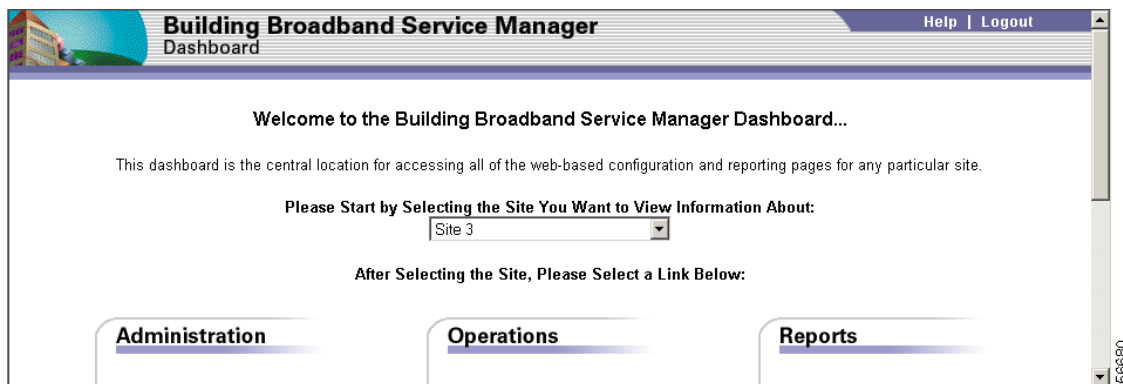 Building Broadband Service Manager
Dashboard
Help | Logout
Welcome to the Building Broadband Service Manager Dashboard...
This dashboard is the central location for accessing all of the web-based configuration and reporting pages for any particular site.
Please Start by Selecting the Site You Want to View Information About:
Site 3
After Selecting the Site, Please Select a Link Below:
Administration
Operations
Reports
56680